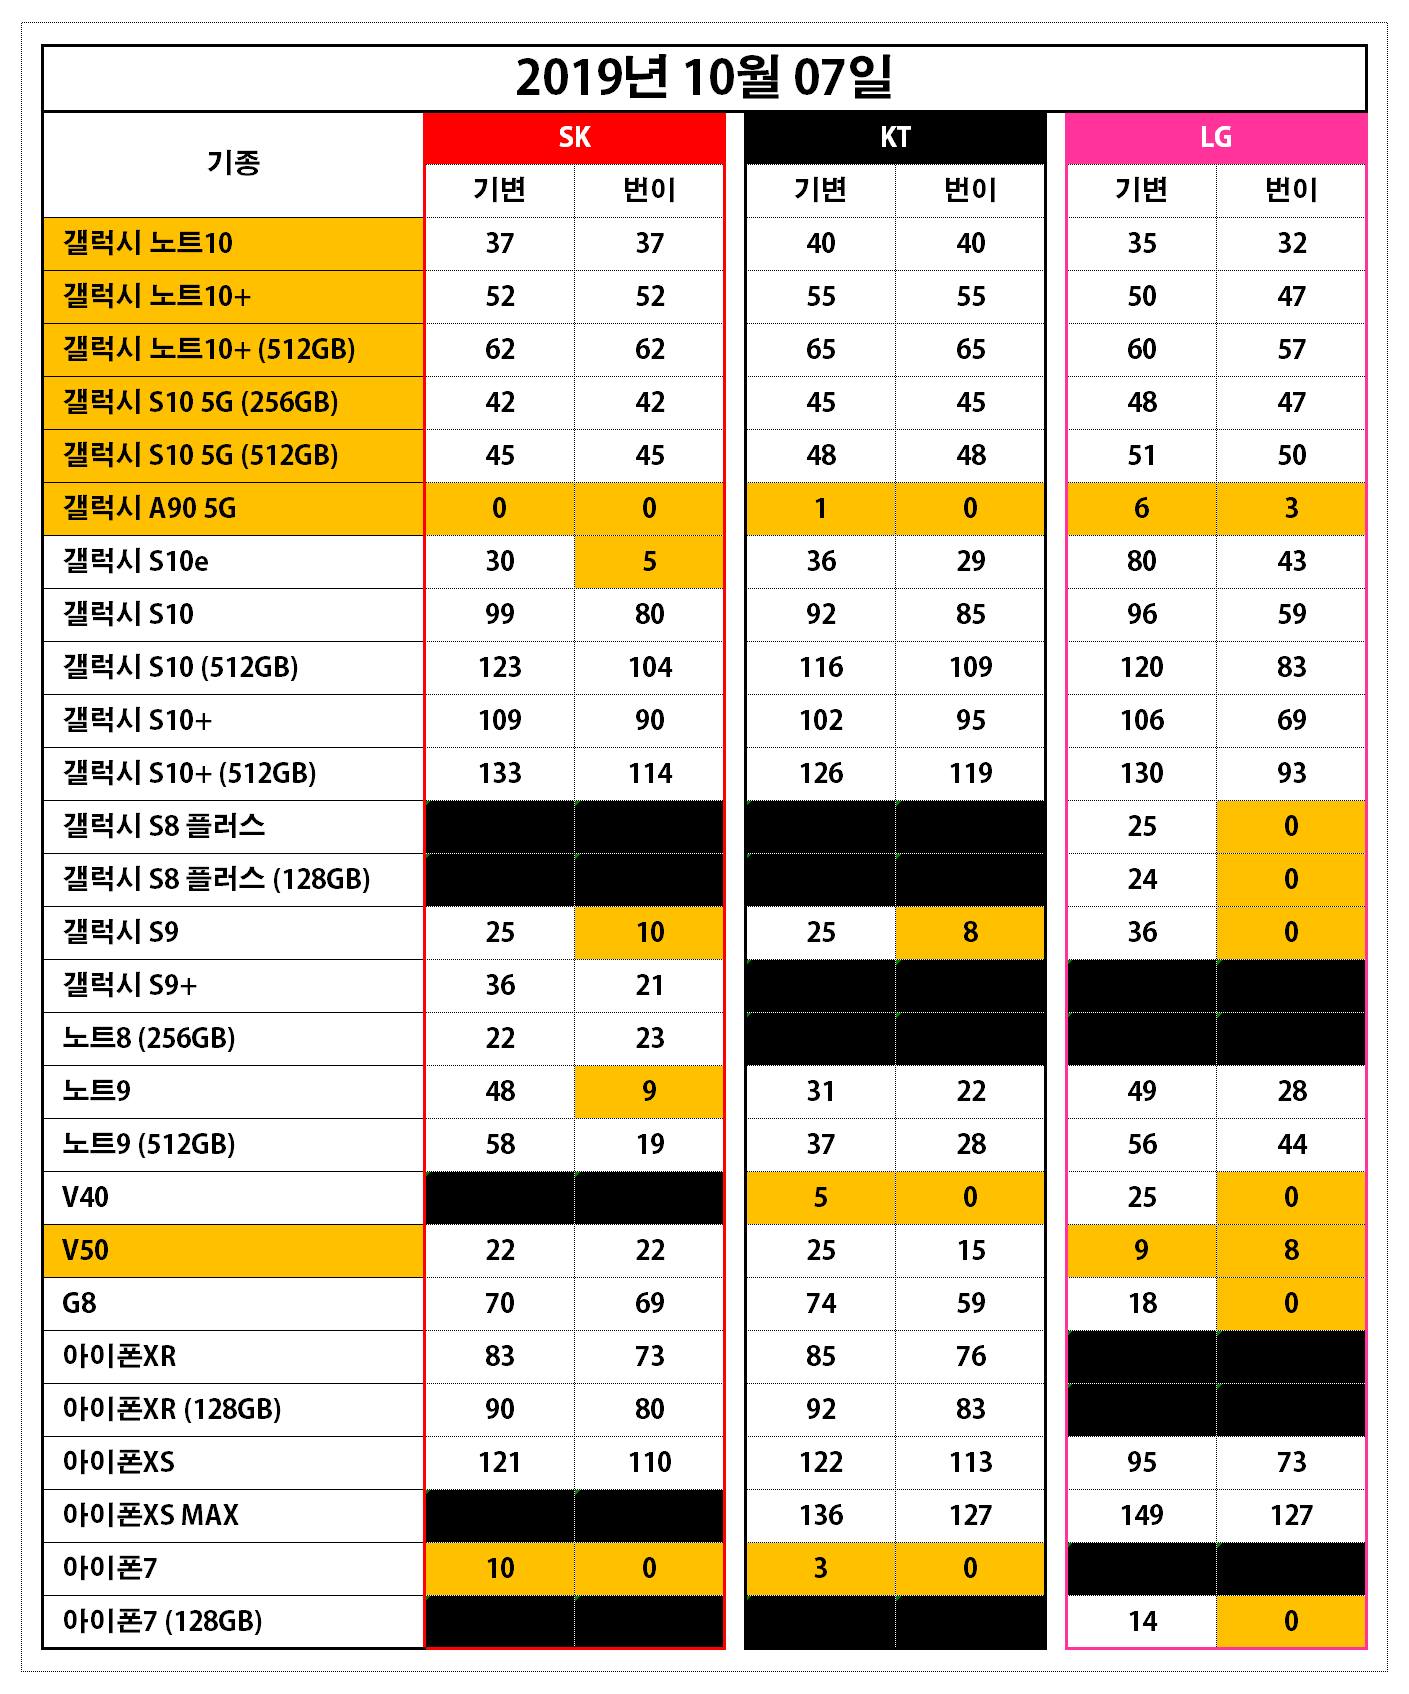 2019년 10월 07일
기종 SK KT LG
기변 번이 기변 번이 기변 번이
갤럭시 노트10 37 37 40 40 35 32
갤럭시 노트10+ 52 52 55 55 50 47
갤럭시 노트10+ (512GB) 62 62 65 65 60 57
갤럭시 S10 5G (256GB) 42 42 45 45 48 47
갤럭시 S10 5G (512GB) 45 45 48 48 51 50
갤럭시 A90 5G 0 0 1 0 6 3
갤럭시 S10e 30 5 36 29 80 43
갤럭시 S10 99 80 92 85 96 59
갤럭시 S10 (512GB) 123 104 116 109 120 83
갤럭시 S10+ 109 90 102 95 106 69
갤럭시 S10+ (512GB) 133 114 126 119 130 93
갤럭시 S8 플러스 25 0
갤럭시 S8 플러스 (128GB) 24 0
갤럭시 S9 25 10 25 8 36 0
갤럭시 S9+ 36 21
노트8 (256GB) 22 23
노트9 48 9 31 22 49 28
노트9 (512GB) 58 19 37 28 56 44
V40 5 0 25 0
V50 22 22 25 15 9 8
G8 70 69 74 59 18 0
아이폰XR 83 73 85 76
아이폰XR (128GB) 90 80 92 83
아이폰XS 121 110 122 113 95 73
아이폰XS MAX 136 127 149 127
아이폰7 10 0 3 0
아이폰7 (128GB) 14 0